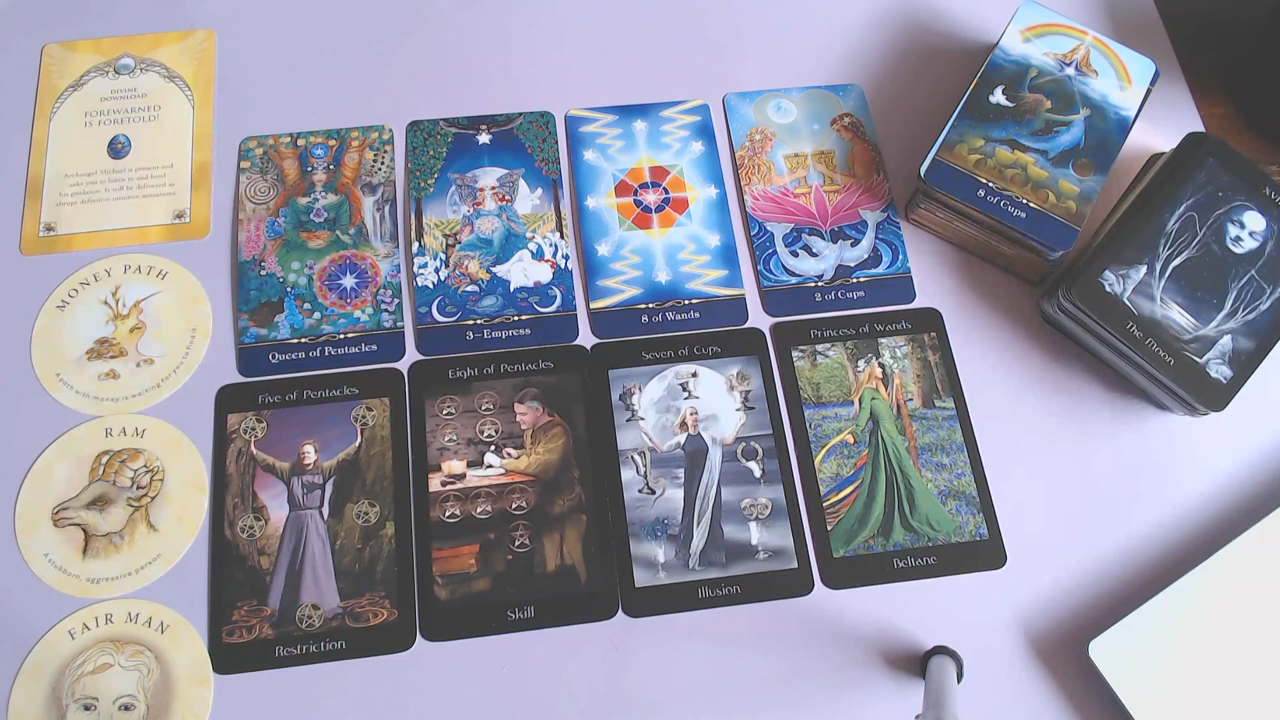 DIVINE
DOWNLOAD
FOREWARNED
IS FORETOLD!
Archangel Michael is present and
asks you to listen to and heed
his guidance. It will be delivered as
abrupt definitive intuitive sensations.
MONEY PATH
A path with money is waiting for you to find it.
RAM
A stubborn, aggressive person.
FAIR MAN
Queen of Pentacles
3–Empress
8 of Wands
2 of Cups
8 of Cups
The Moon
Five of Pentacles
Restriction
Eight of Pentacles
Skill
Seven of Cups
Illusion
Princess of Wands
Beltane